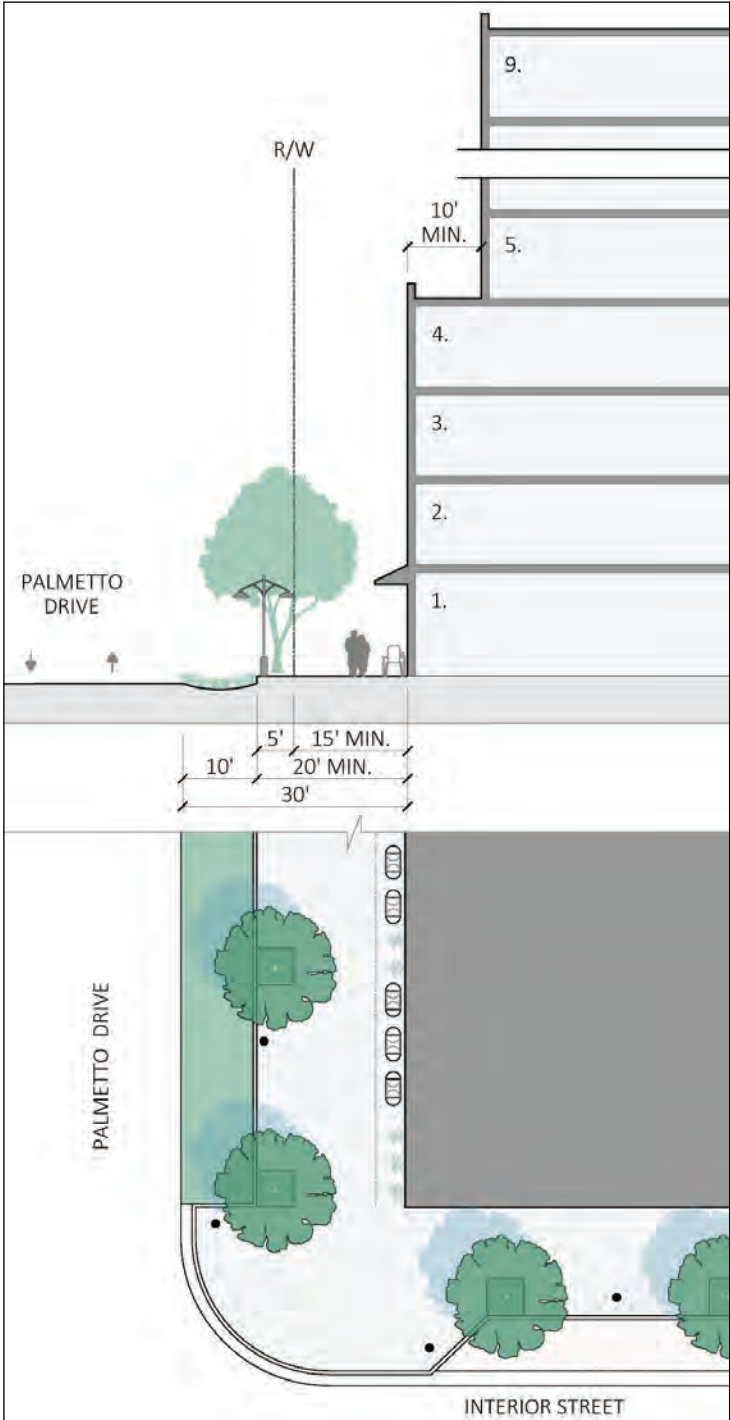 9.
R/W
10'
MIN.
5.
4.
3.
2.
PALMETTO
DRIVE
1.
5' 15' MIN.
10' 20' MIN.
30'
PALMETTO DRIVE
INTERIOR STREET